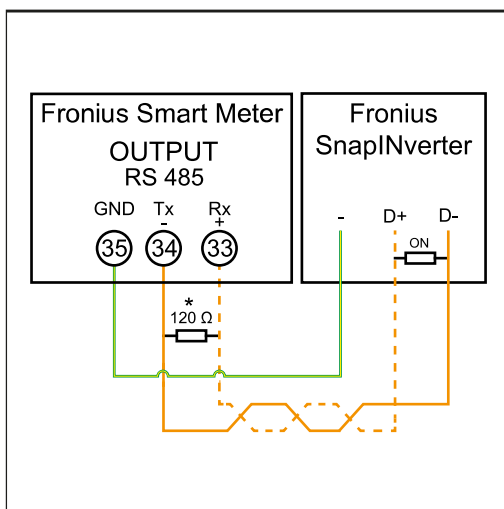 Fronius Smart Meter
OUTPUT
RS 485
GND Tx Rx
- +
35 34 33
*
120 Ω
Fronius
SnapINverter
- D+ D-
ON